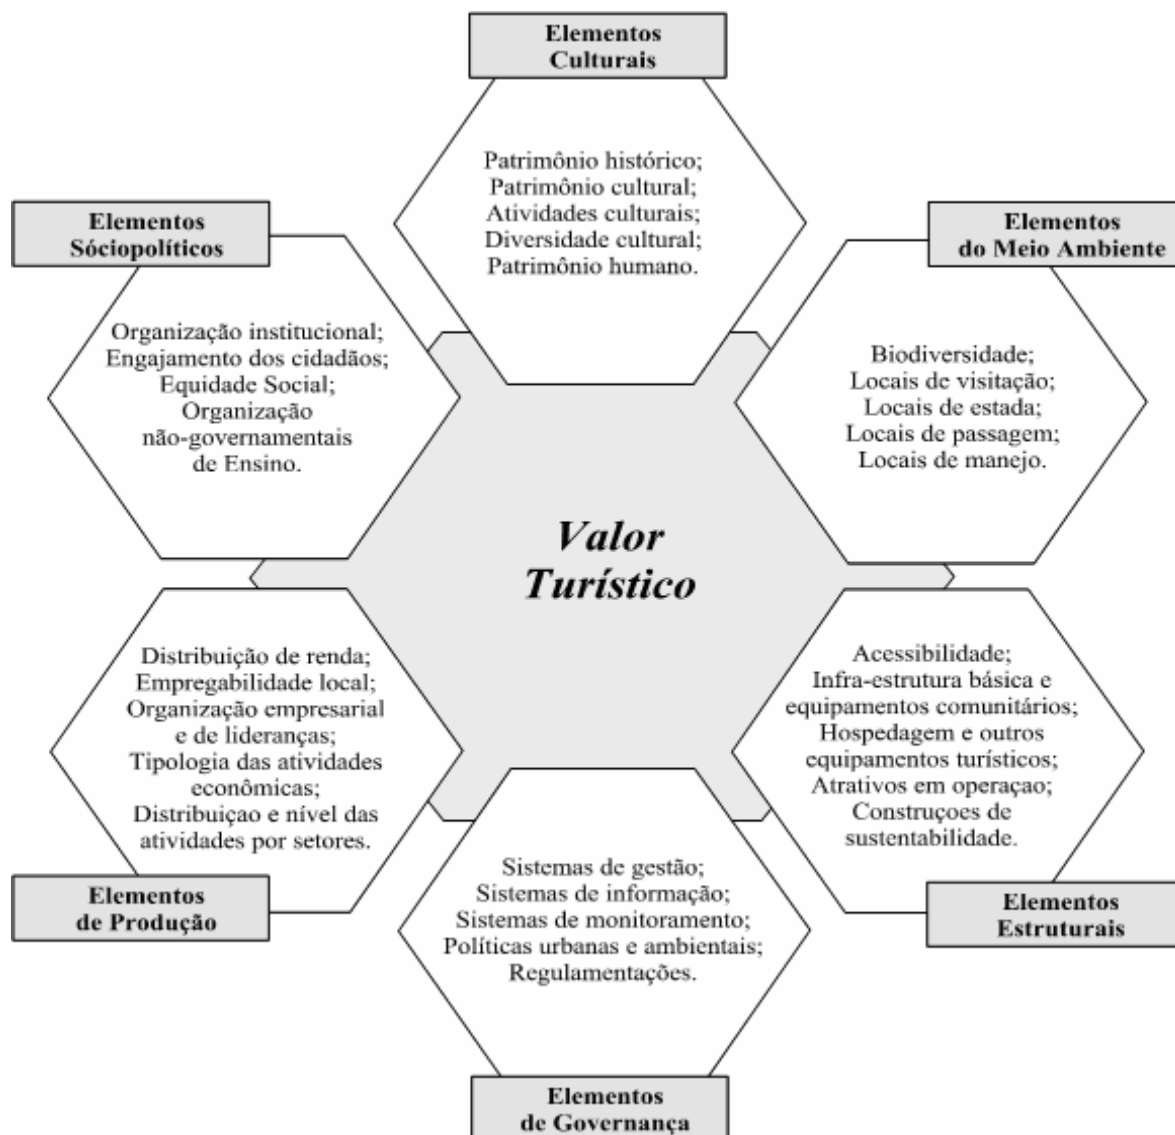 Elementos
Culturais
Patrimônio histórico;
Patrimônio cultural;
Atividades culturais;
Diversidade cultural;
Patrimônio humano.
Elementos
Sóciopolíticos
Organização institucional;
Engajamento dos cidadãos;
Equidade Social;
Organização
não-governamentais
de Ensino.
Elementos
do Meio Ambiente
Biodiversidade;
Locais de visitação;
Locais de estada;
Locais de passagem;
Locais de manejo.
Valor
Turístico
Distribuição de renda;
Empregabilidade local;
Organização empresarial
e de lideranças;
Tipologia das atividades
econômicas;
Distribuiçao e nível das
atividades por setores.
Elementos
de Produção
Acessibilidade;
Infra-estrutura básica e
equipamentos comunitários;
Hospedagem e outros
equipamentos turísticos;
Atrativos em operaçao;
Construçoes de
sustentabilidade.
Elementos
Estruturais
Sistemas de gestão;
Sistemas de informação;
Sistemas de monitoramento;
Políticas urbanas e ambientais;
Regulamentações.
Elementos
de Governança